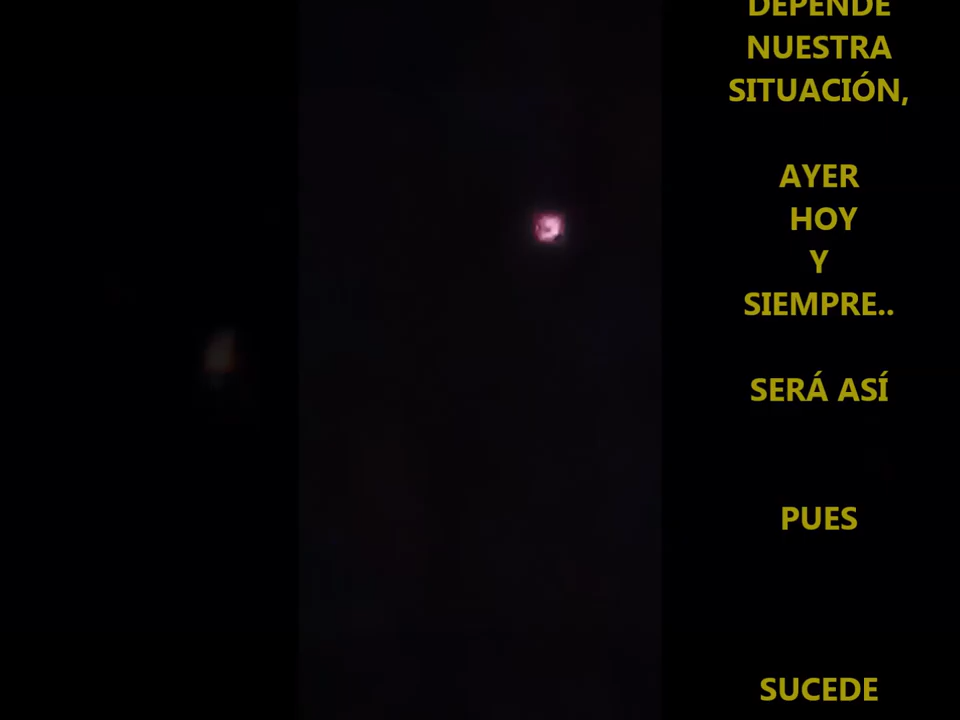 DEPENDE
NUESTRA
SITUACIÓN,
AYER
HOY
Y
SIEMPRE..
SERÁ ASÍ
PUES
SUCEDE